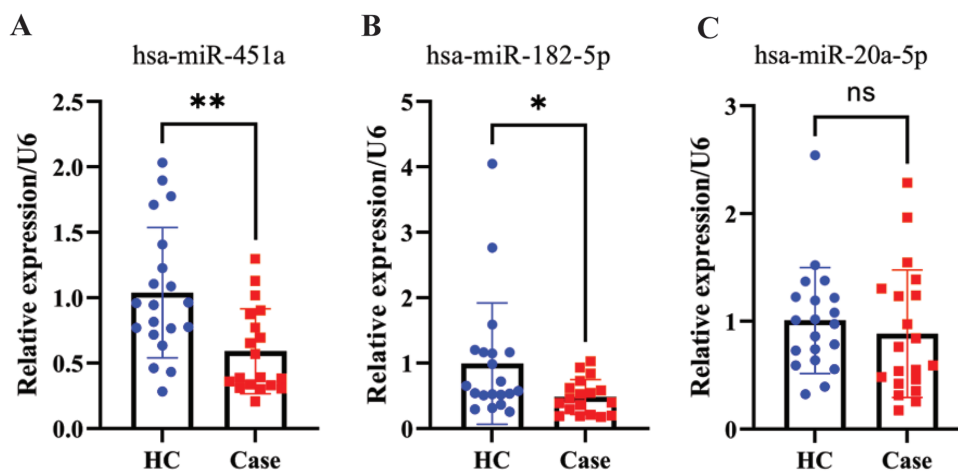 A
hsa-miR-451a
**
Relative expression/U6
2.5
2.0
1.5
1.0
0.5
0.0
HC Case
B
hsa-miR-182-5p
*
Relative expression/U6
5
4
3
2
1
0
HC Case
C
hsa-miR-20a-5p
ns
Relative expression/U6
3
2
1
0
HC Case